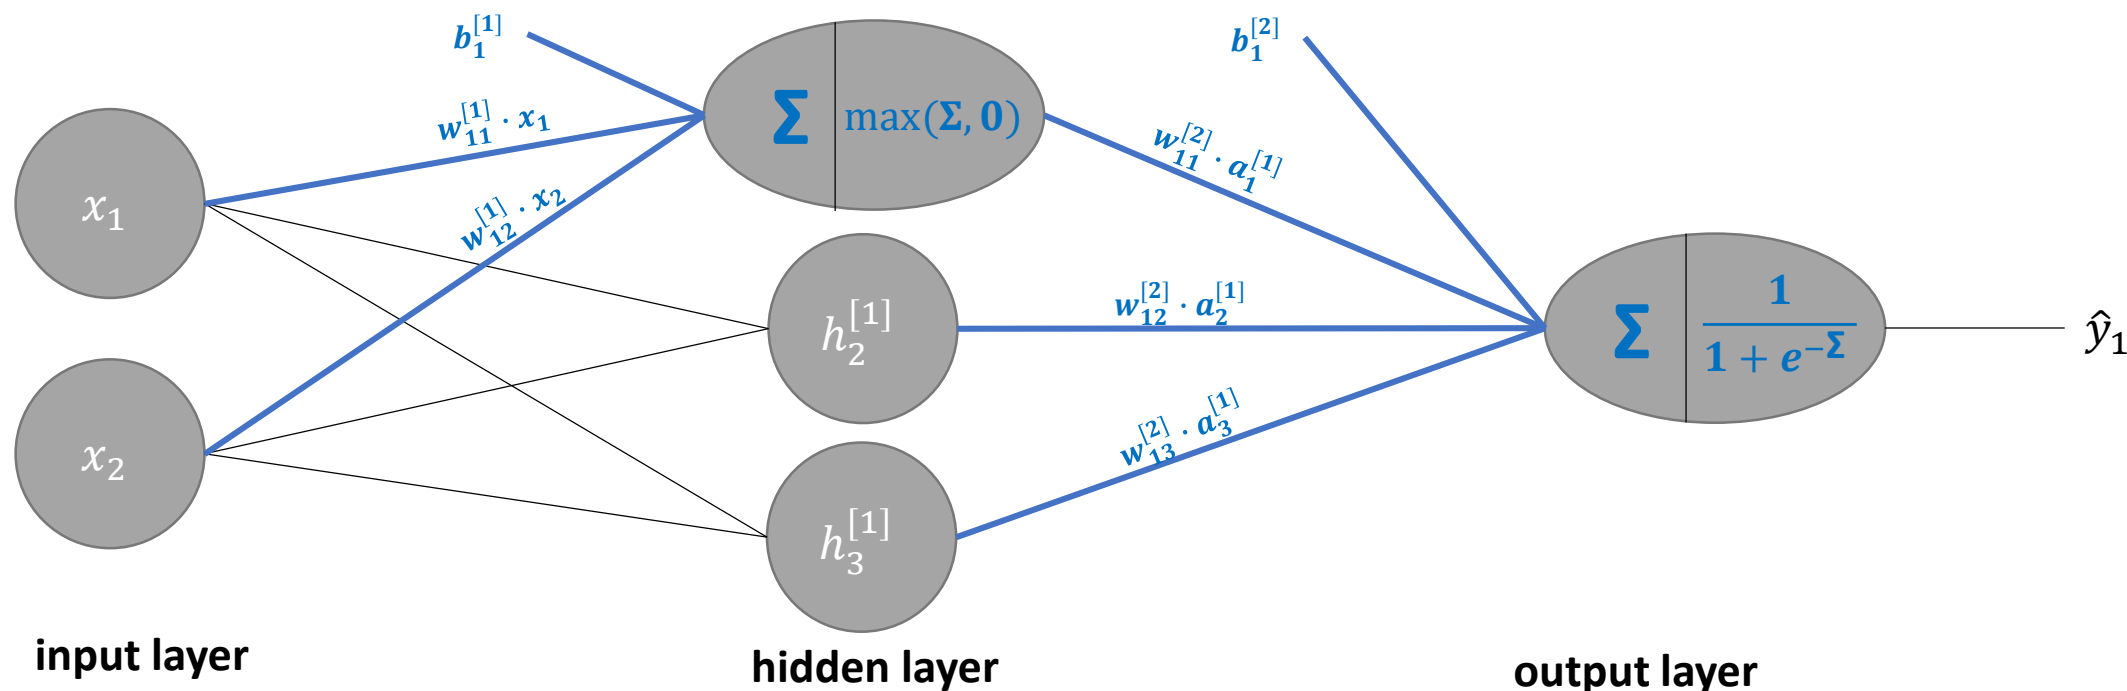 b_1^{[1]}
w_{11}^{[1]} · x_1
w_{12}^{[1]} · x_2
x_1
x_2
Σ max(Σ, 0)
h_2^{[1]}
h_3^{[1]}
b_1^{[2]}
w_{11}^{[2]} · a_1^{[1]}
w_{12}^{[2]} · a_2^{[1]}
w_{13}^{[2]} · a_3^{[1]}
Σ \frac{1}{1 + e^{-Σ}}
ŷ_1
input layer
hidden layer
output layer